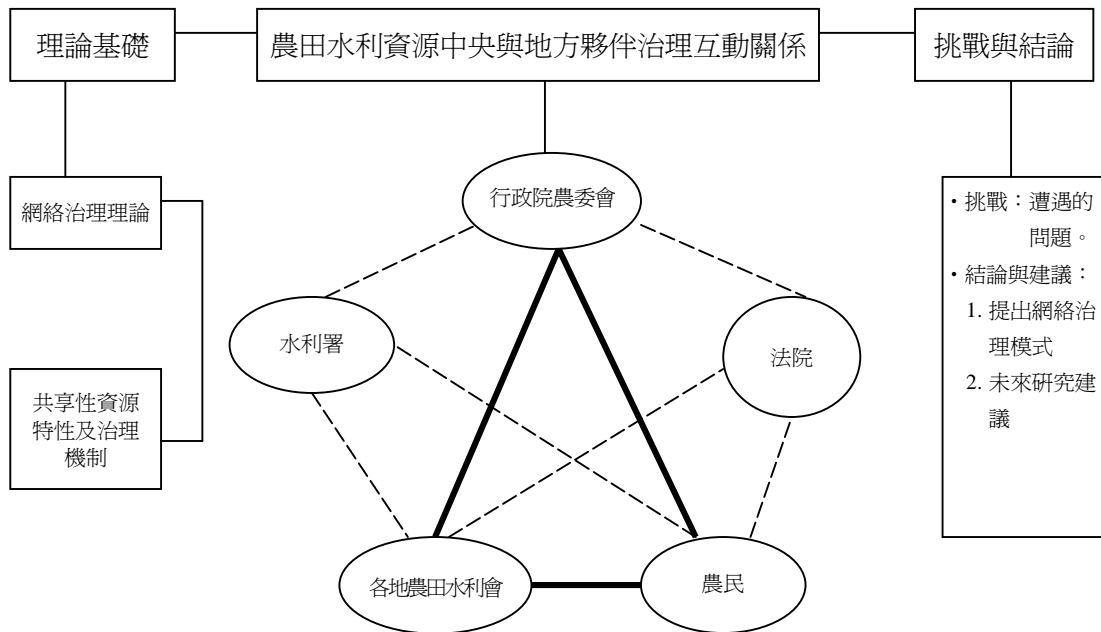 理論基礎
農田水利資源中央與地方夥伴治理互動關係
挑戰與結論
網絡治理理論
共享性資源
特性及治理
機制
行政院農委會
水利署
法院
各地農田水利會
農民
・挑戰：遭遇的
問題。
・結論與建議：
1. 提出網絡治
理模式
2. 未來研究建
議